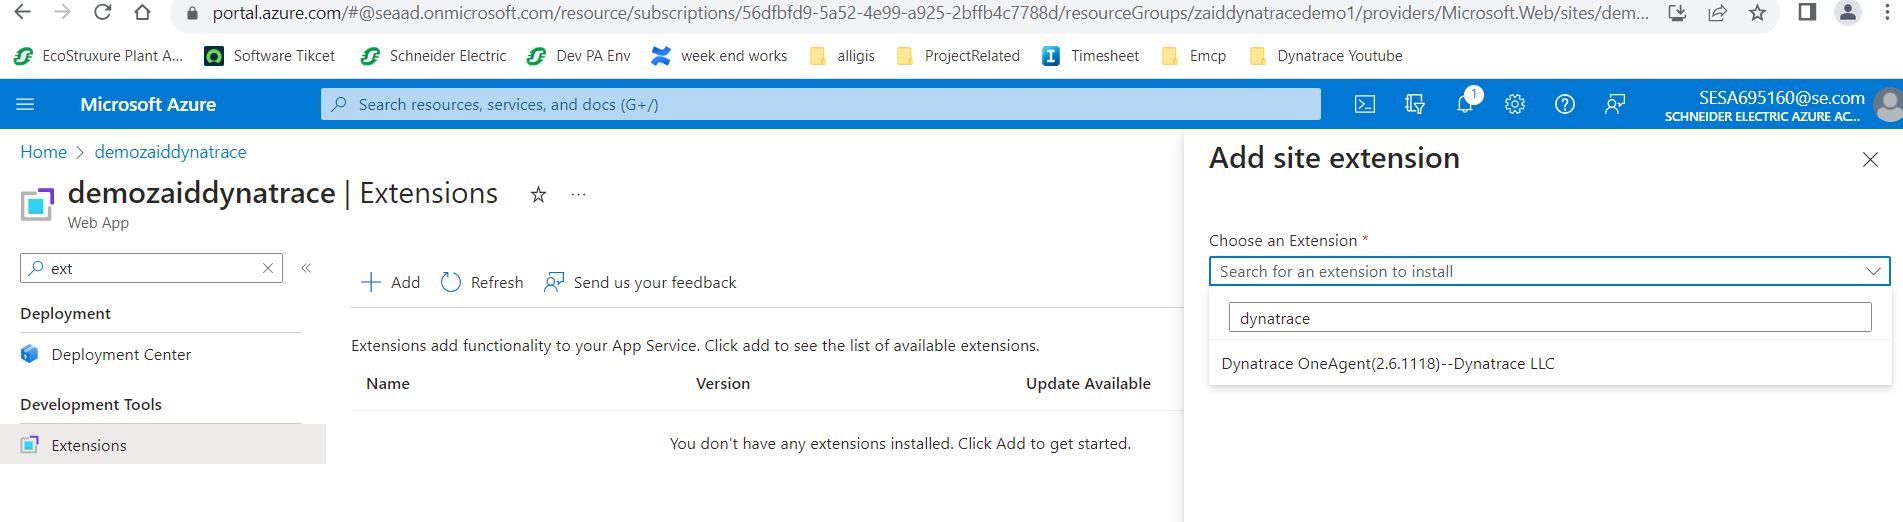 portal.azure.com/#@seaad.onmicrosoft.com/resource/subscriptions/56dfbfd9-5a52-4e99-a925-2bffb4c7788d/resourceGroups/zaiddynatracedemo1/providers/Microsoft.Web/sites/dem...
EcoStruxure Plant A... Software Tikcet Schneider Electric Dev PA Env week end works alligis ProjectRelated Timesheet Emcp Dynatrace Youtube
Microsoft Azure
Search resources, services, and docs (G+/)
1
SESA695160@se.com
SCHNEIDER ELECTRIC AZURE AC...
Home > demozaiddynatrace
demozaiddynatrace | Extensions
...
Web App
ext
Deployment
Deployment Center
Development Tools
Extensions
Add Refresh Send us your feedback
Extensions add functionality to your App Service. Click add to see the list of available extensions.
Name Version Update Available
You don't have any extensions installed. Click Add to get started.
Add site extension
Choose an Extension *
Search for an extension to install
dynatrace
Dynatrace OneAgent(2.6.1118)--Dynatrace LLC